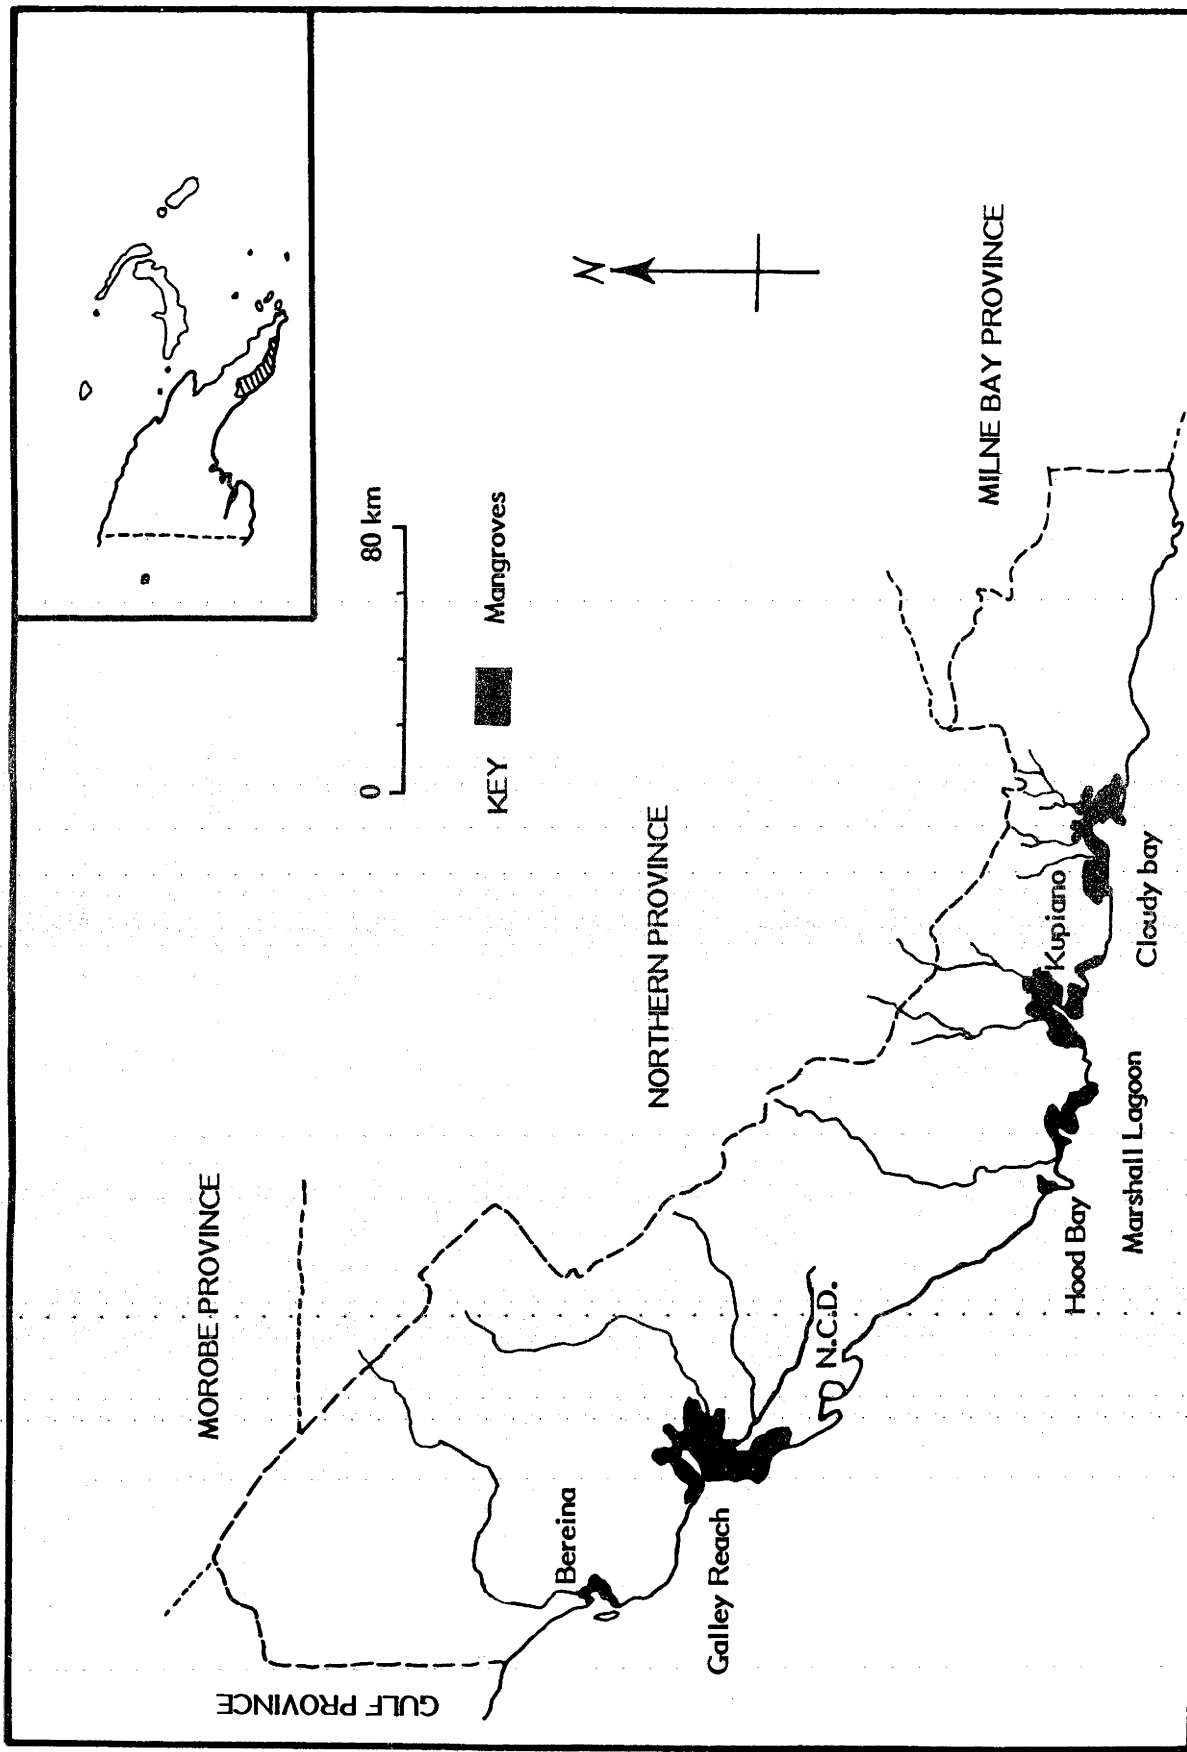 0 80 km
KEY Mangroves
N
MOROBE PROVINCE
GULF PROVINCE
NORTHERN PROVINCE
MILNE BAY PROVINCE
Bereina
Galley Reach
N.C.D.
Hood Bay
Marshall Lagoon
Kupiano
Cloudy bay